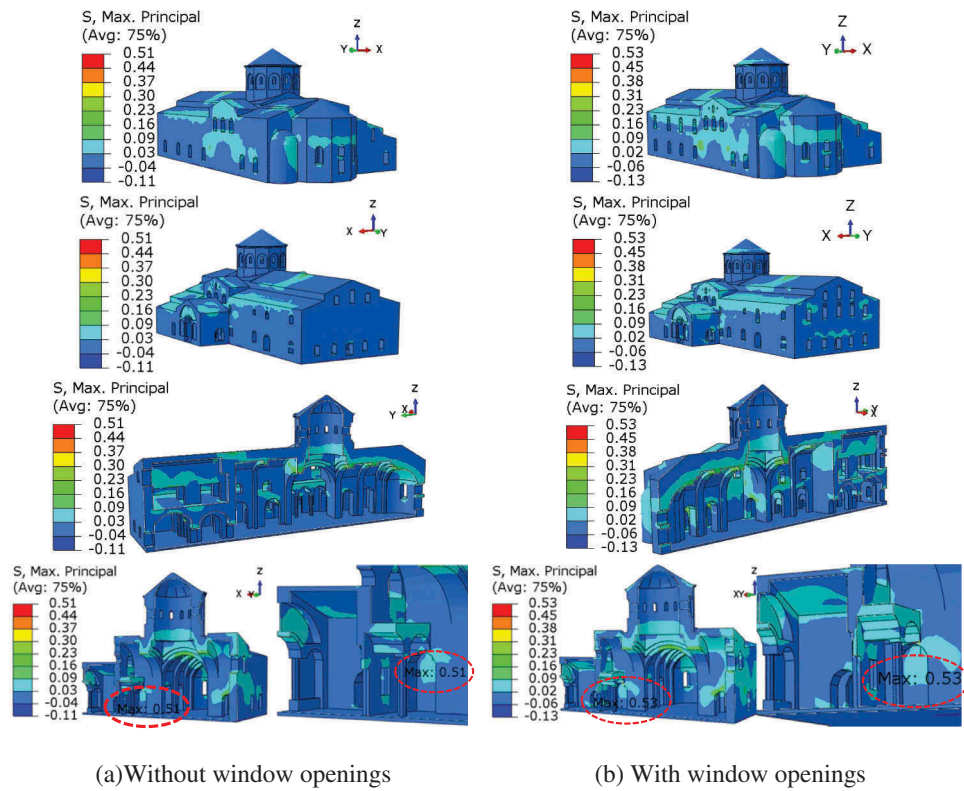 S, Max. Principal
(Avg: 75%)
0.51
0.44
0.37
0.30
0.23
0.16
0.09
0.03
-0.04
-0.11
Z
Y X
S, Max. Principal
(Avg: 75%)
0.53
0.45
0.38
0.31
0.23
0.16
0.09
0.02
-0.06
-0.13
Z
Y X
S, Max. Principal
(Avg: 75%)
0.51
0.44
0.37
0.30
0.23
0.16
0.09
0.03
-0.04
-0.11
Z
X Y
S, Max. Principal
(Avg: 75%)
0.53
0.45
0.38
0.31
0.23
0.16
0.09
0.02
-0.06
-0.13
Z
X Y
S, Max. Principal
(Avg: 75%)
0.51
0.44
0.37
0.30
0.23
0.16
0.09
0.03
-0.04
-0.11
Z
Y X
S, Max. Principal
(Avg: 75%)
0.53
0.45
0.38
0.31
0.23
0.16
0.09
0.02
-0.06
-0.13
Z
X
S, Max. Principal
(Avg: 75%)
0.51
0.44
0.37
0.30
0.23
0.16
0.09
0.03
-0.04
-0.11
Z
X Y
Max: 0.51
Max: 0.51
S, Max. Principal
(Avg: 75%)
0.53
0.45
0.38
0.31
0.23
0.16
0.09
0.02
-0.06
-0.13
Z
XY
Max: 0.53
Max: 0.53
(a)Without window openings
(b) With window openings